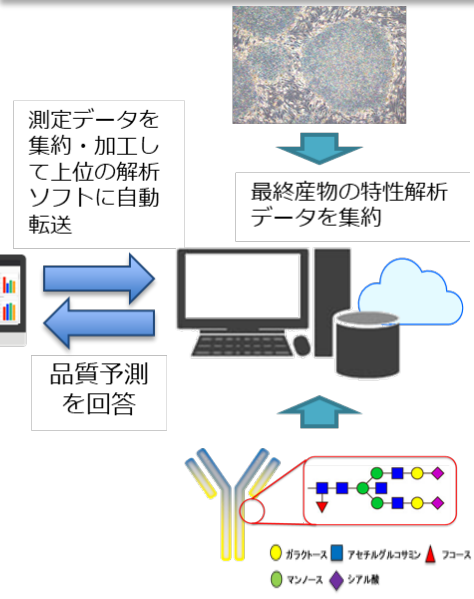 測定データを
集約・加工し
て上位の解析
ソフトに自動
転送
最終産物の特性解析
データを集約
品質予測
を回答
ガラクトース
アセチルグルコサミン
フコース
マンノース
シアル酸